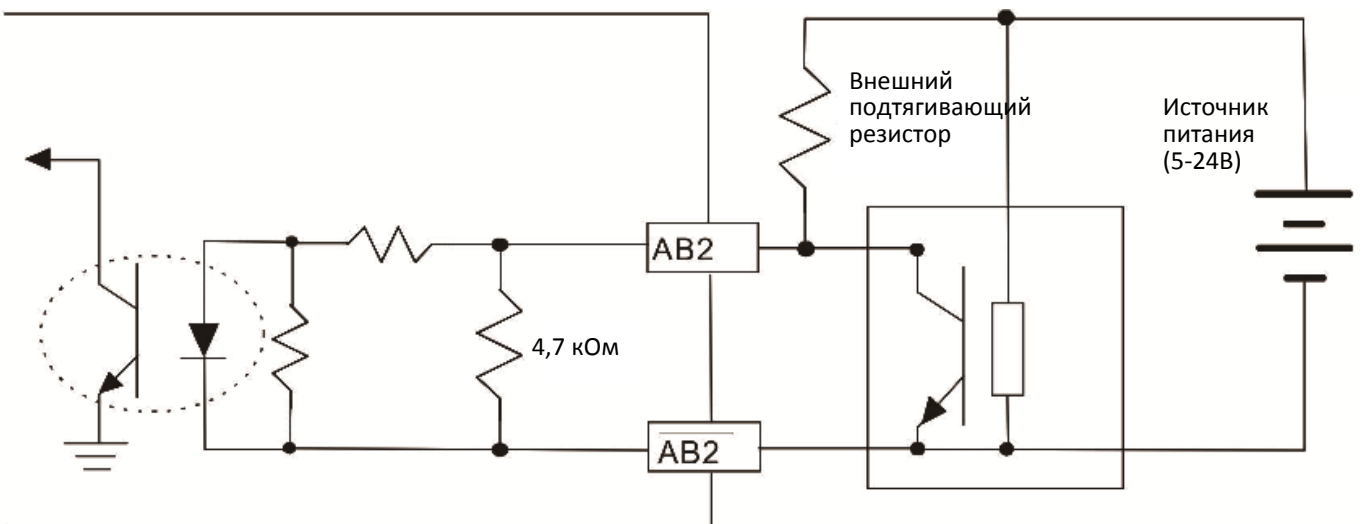 Внешний
подтягивающий
резистор
Источник
питания
(5-24В)
AB2
4,7 кОм
AB2